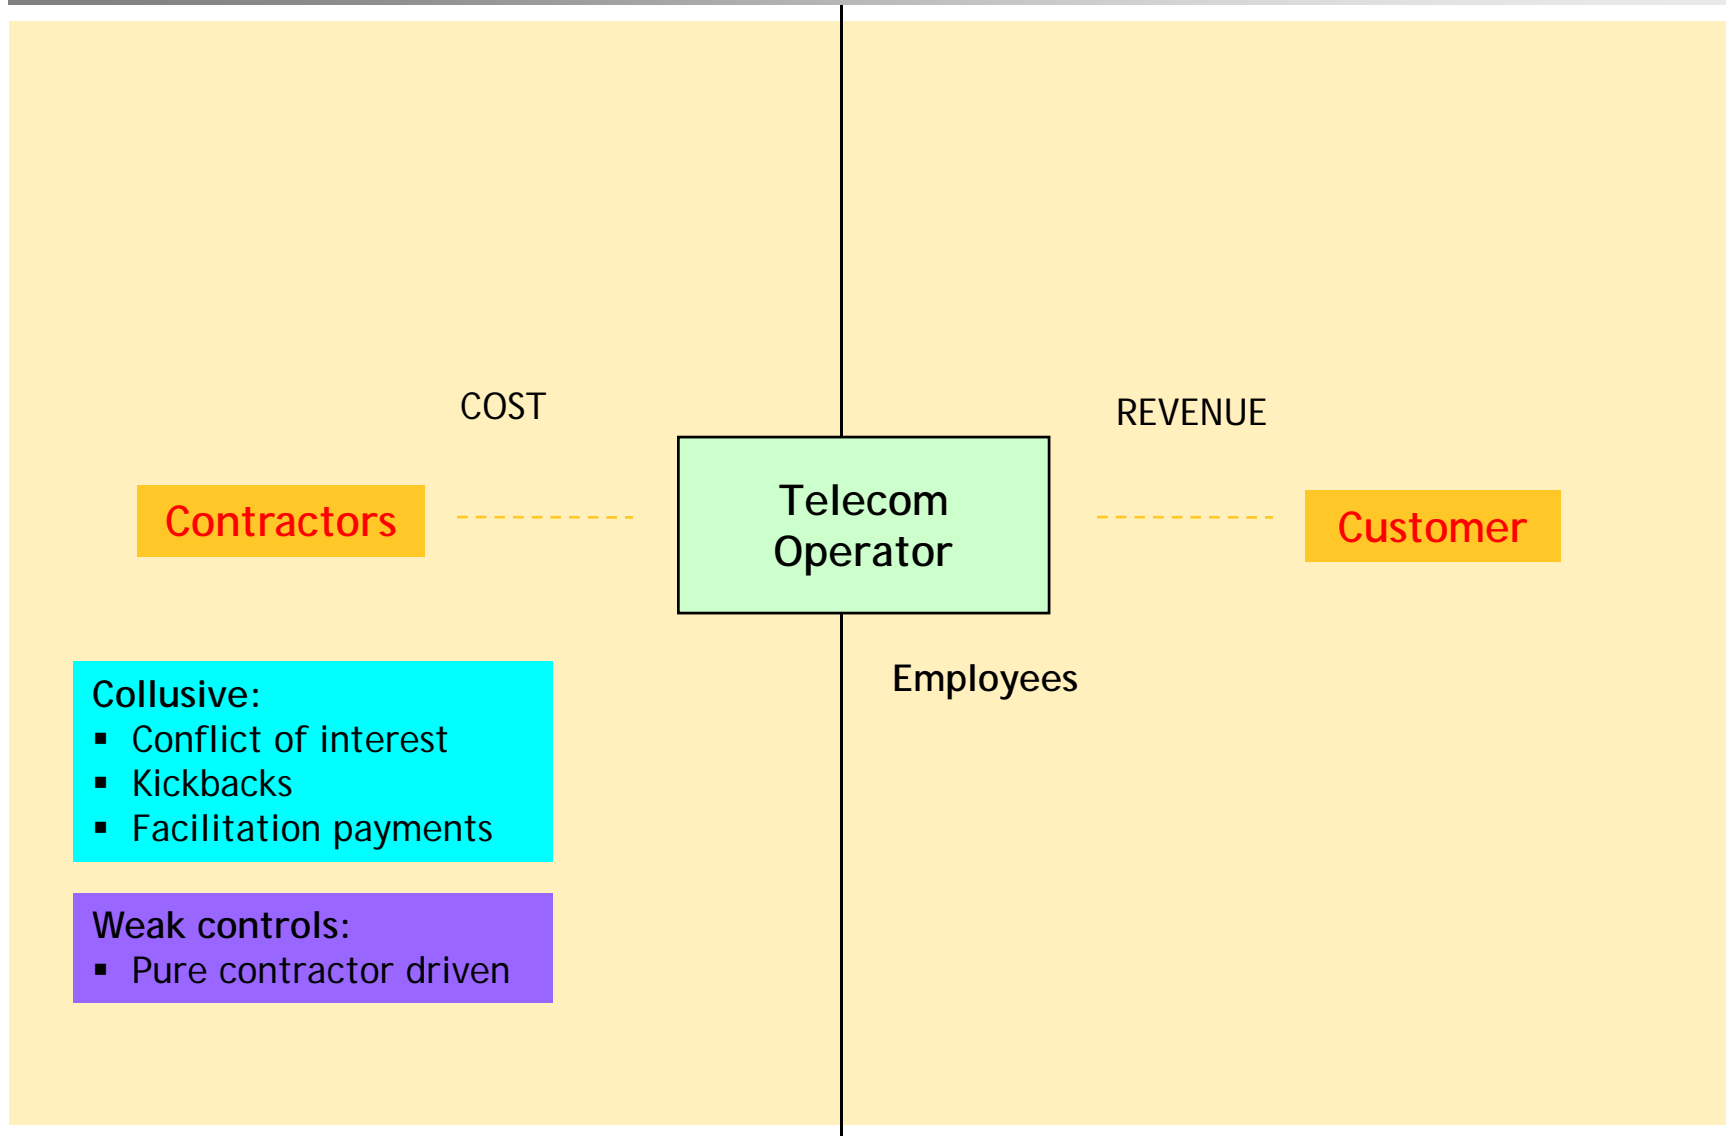 COST
REVENUE
Contractors
Telecom
Operator
Customer
Employees
Collusive:
▪ Conflict of interest
▪ Kickbacks
▪ Facilitation payments
Weak controls:
▪ Pure contractor driven